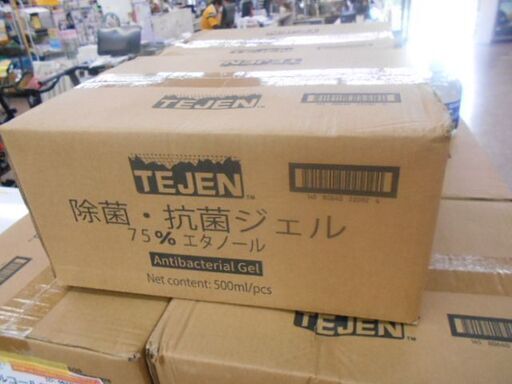 TEJEN
TEJEN
TEJEN™
除菌・抗菌ジェル
75% エタノール
Antibacterial Gel
Net content: 500ml/pcs
TEJEN